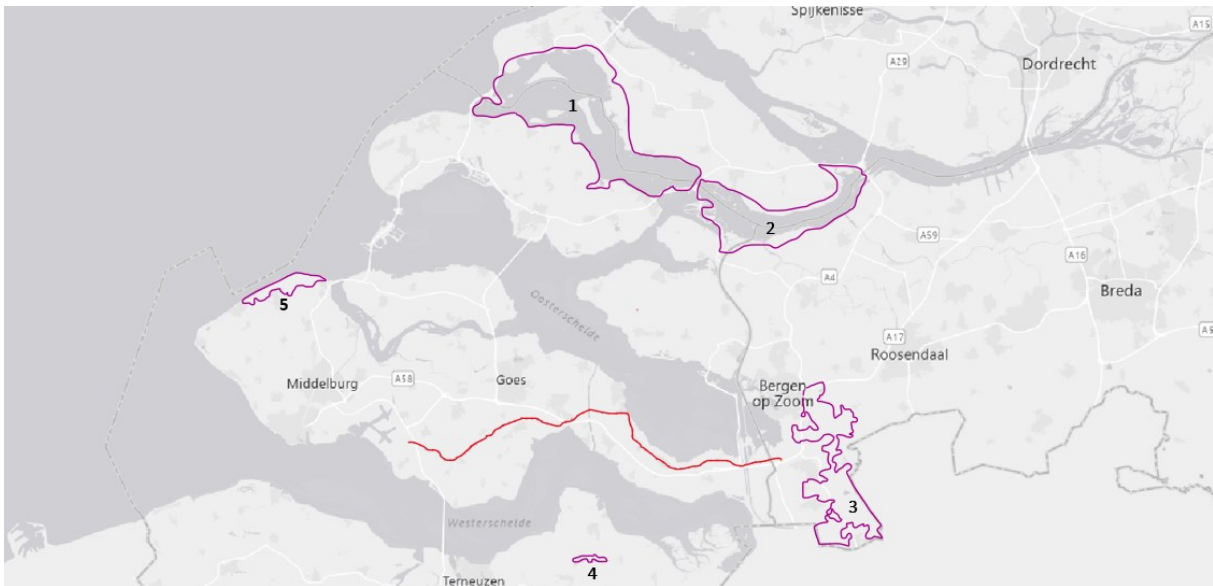 Spijkenisse
A15
A29
Dordrecht
1
2
A59
A16
A4
Breda
5
Oosterschelde
A17
Roosendaal
Middelburg
A58
Goes
Bergen
op Zoom
3
Westerschelde
4
Terneuzen